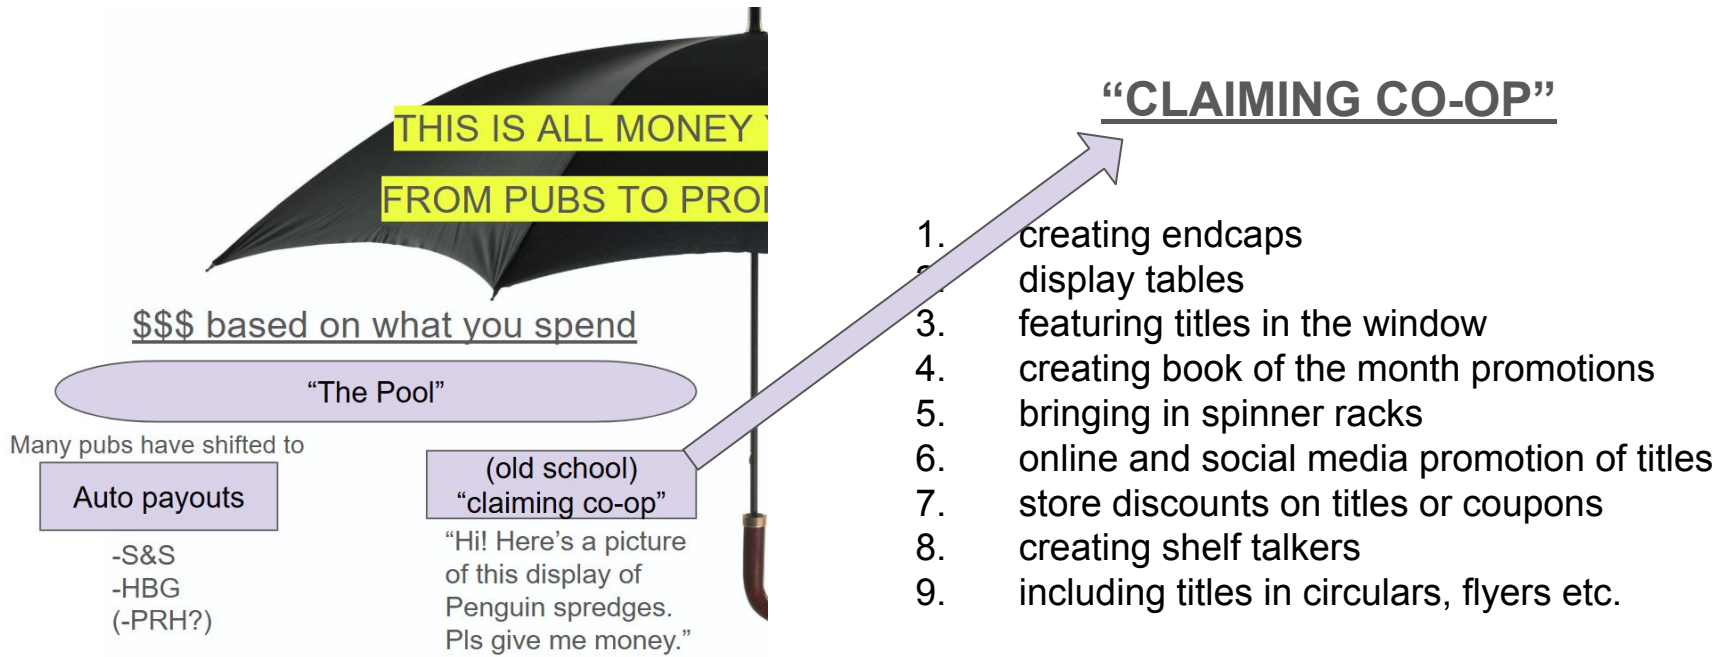 THIS IS ALL MONEY
FROM PUBS TO
$$$ based on what you spend
“The Pool”
Many pubs have shifted to
Auto payouts
-S&S
-HBG
(-PRH?)
(old school)
“claiming co-op”
“Hi! Here’s a picture
of this display of
Penguin spredges.
Pls give me money.”
“CLAIMING CO-OP”
1. creating endcaps
display tables
3. featuring titles in the window
4. creating book of the month promotions
5. bringing in spinner racks
6. online and social media promotion of titles
7. store discounts on titles or coupons
8. creating shelf talkers
9. including titles in circulars, flyers etc.